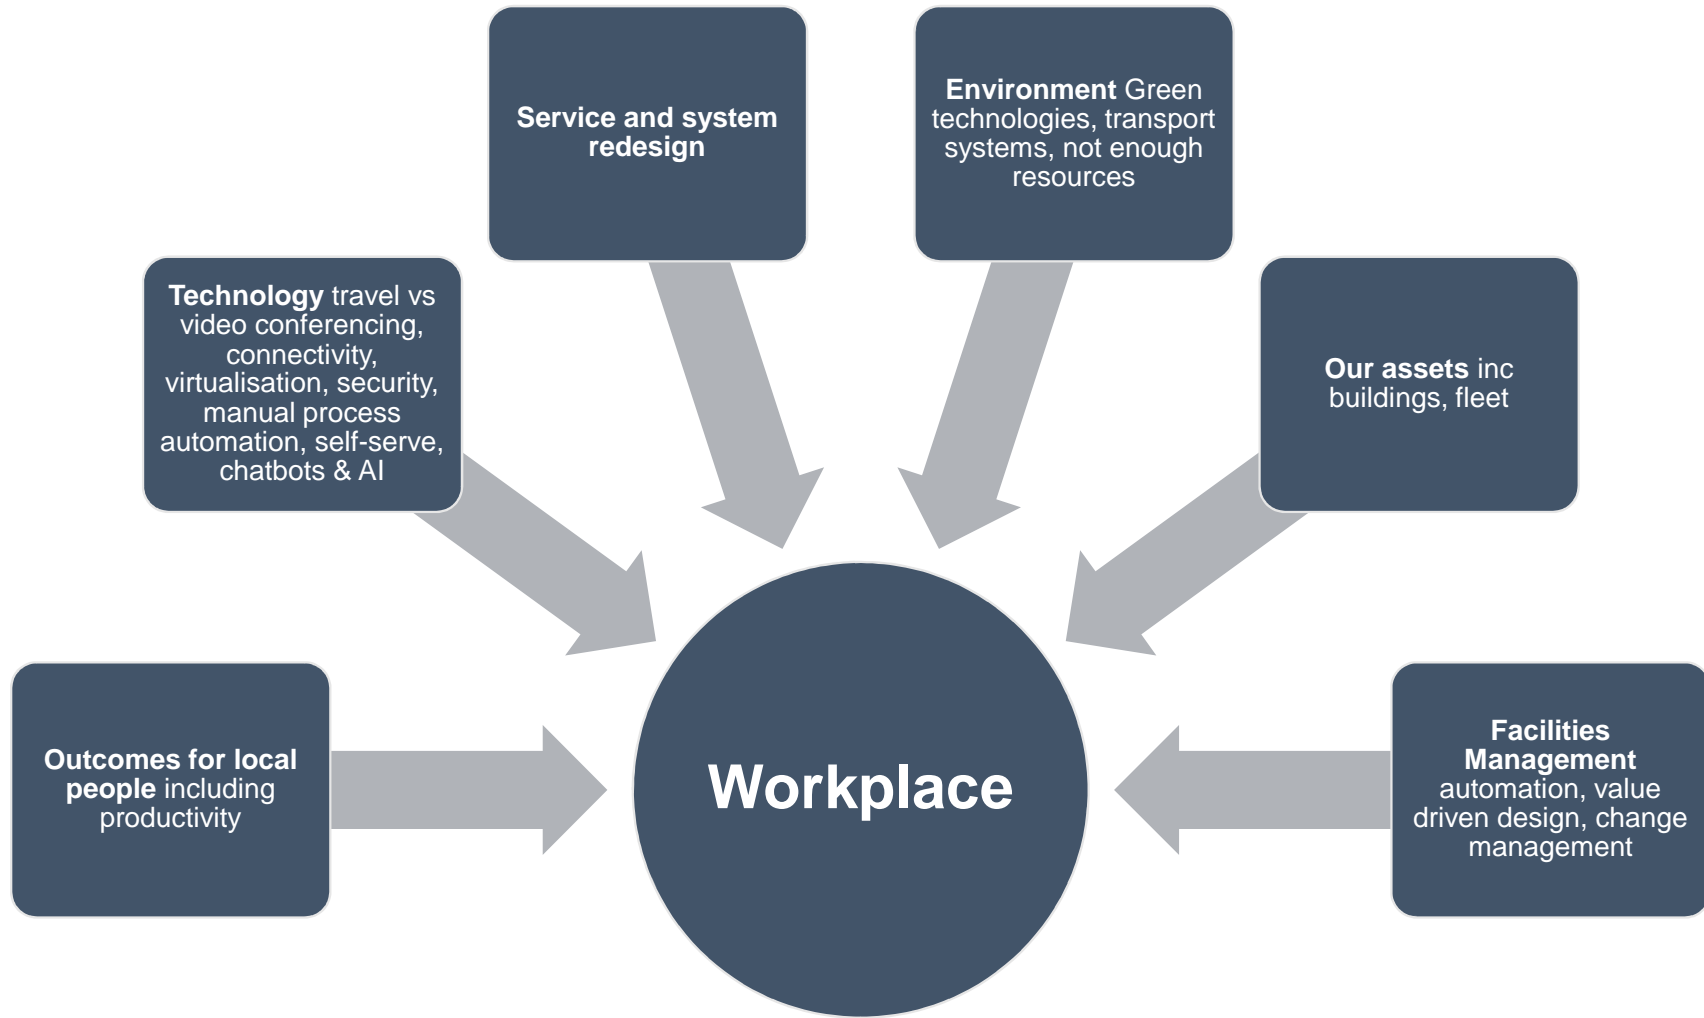 Service and system
redesign
Environment Green
technologies, transport
systems, not enough
resources
Technology travel vs
video conferencing,
connectivity,
virtualisation, security,
manual process
automation, self-serve,
chatbots & AI
Our assets inc
buildings, fleet
Outcomes for local
people including
productivity
Workplace
Facilities
Management
automation, value
driven design, change
management